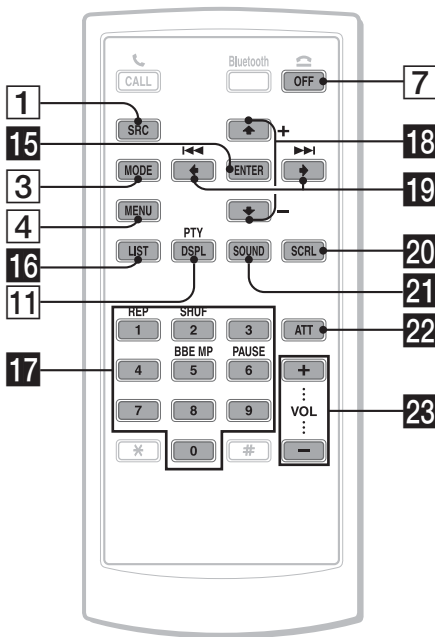 Bluetooth
CALL OFF 7
1 SRC + 18
15 19
3 MODE ENTER
4 MENU −
PTY
16 LIST DSPL SOUND SCRL 20
11 21
REP SHUF
1 2 3 ATT 22
17 BBE MP PAUSE
4 5 6 +
7 8 9 VOL 23
* 0 # −